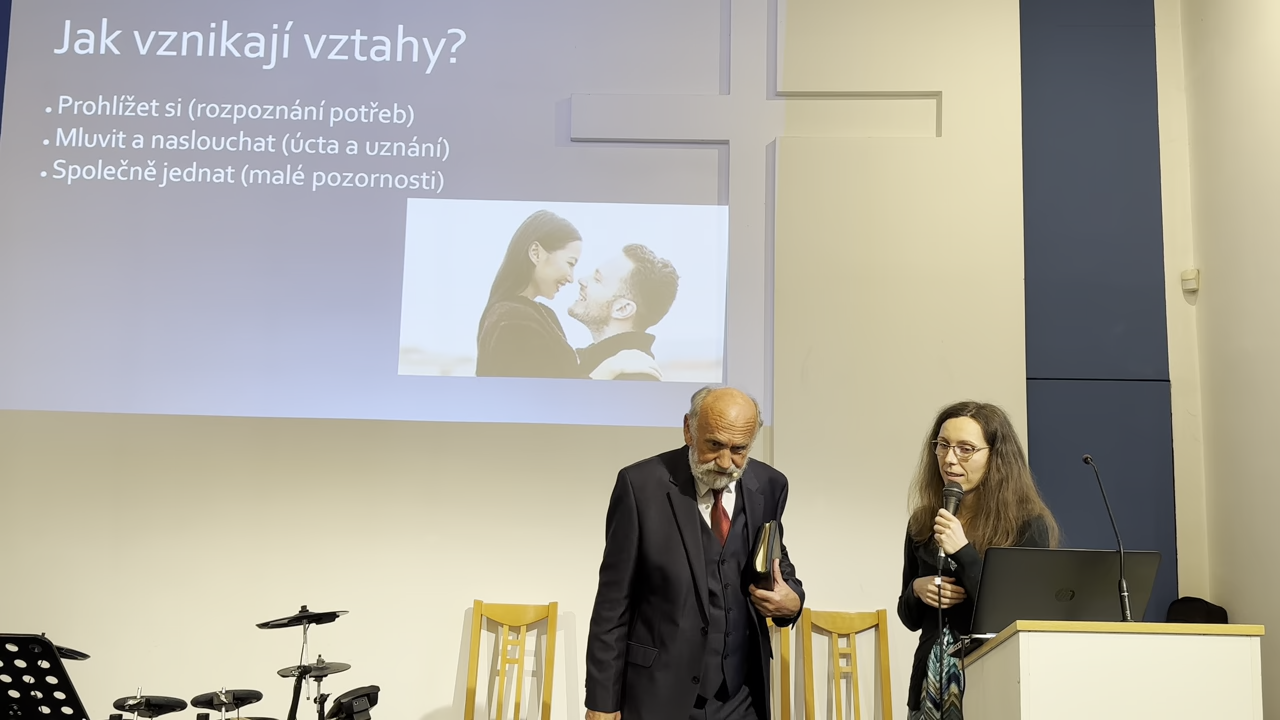 Jak vznikají vztahy?
• Prohlížet si (rozpoznání potřeb)
• Mluvit a naslouchat (úcta a uznání)
• Společně jednat (malé pozornosti)